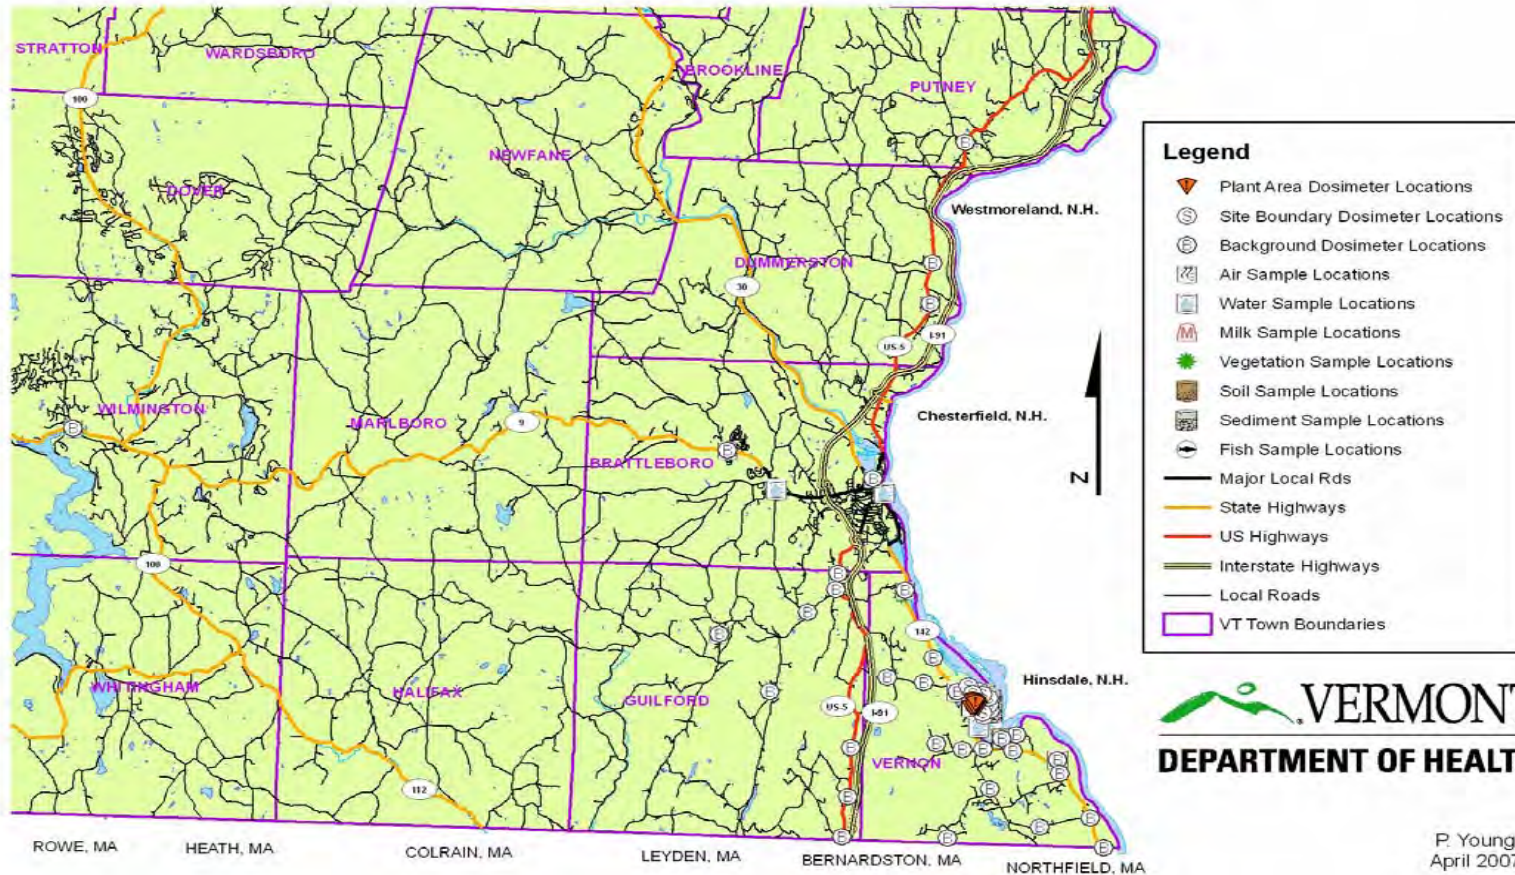 STRATTON
WARDSBORO
BROOKLINE
PUTNEY
100
NEWFANE
DOVER
Westmoreland, N.H.
DUMMERSTON
30
US-5
I-91
WILMINGTON
MARLBORO
9
Chesterfield, N.H.
BRATTLEBORO
100
142
WHITINGHAM
HALIFAX
GUILFORD
Hinsdale, N.H.
US-5
I-91
VERNON
112
ROWE, MA
HEATH, MA
COLRAIN, MA
LEYDEN, MA
BERNARDSTON, MA
NORTHFIELD, MA
Z
Legend
Plant Area Dosimeter Locations
S Site Boundary Dosimeter Locations
B Background Dosimeter Locations
Air Sample Locations
Water Sample Locations
M Milk Sample Locations
Vegetation Sample Locations
Soil Sample Locations
Sediment Sample Locations
Fish Sample Locations
Major Local Rds
State Highways
US Highways
Interstate Highways
Local Roads
VT Town Boundaries
VERMONT
DEPARTMENT OF HEALT
P. Young
April 2007